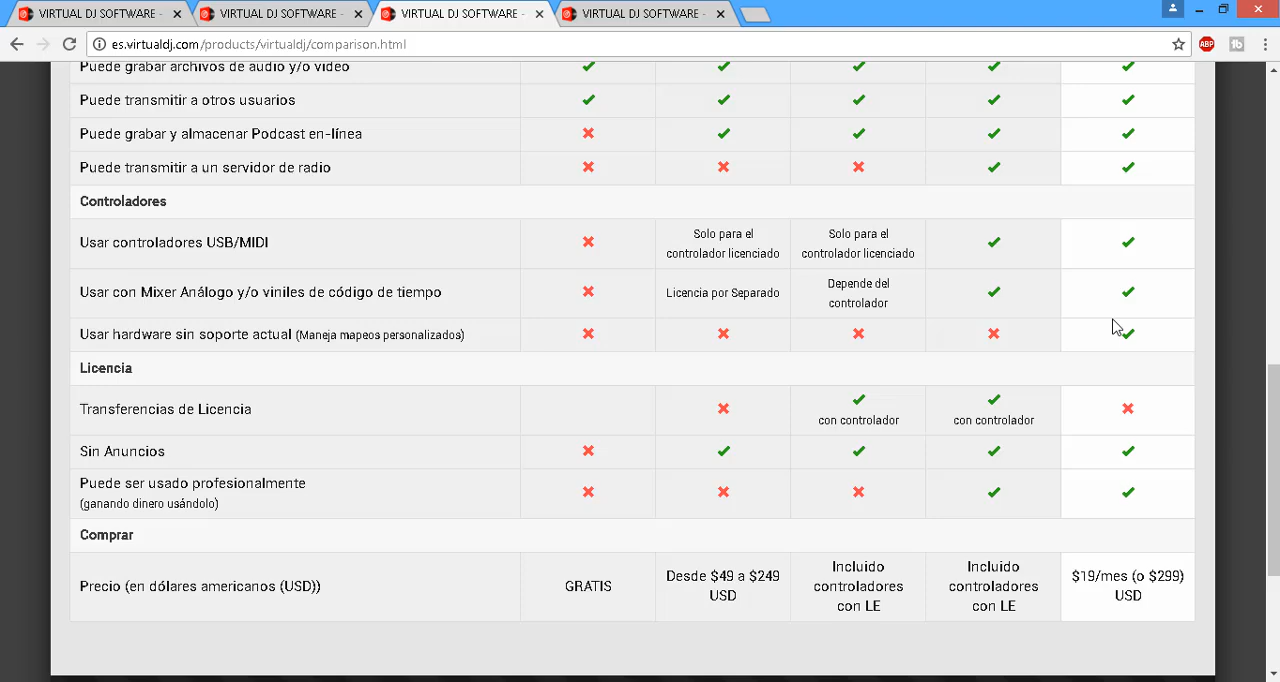 VIRTUAL DJ SOFTWARE - VIRTUAL DJ SOFTWARE - VIRTUAL DJ SOFTWARE - VIRTUAL DJ SOFTWARE -
es.virtualdj.com/products/virtualdj/comparison.html
ABP
Puede grabar archivos de audio y/o video
Puede transmitir a otros usuarios
Puede grabar y almacenar Podcast en-línea
Puede transmitir a un servidor de radio
Controladores
Usar controladores USB/MIDI
Solo para el
controlador licenciado
Solo para el
controlador licenciado
Usar con Mixer Análogo y/o viniles de código de tiempo
Licencia por Separado
Depende del
controlador
Usar hardware sin soporte actual (Maneja mapeos personalizados)
Licencia
Transferencias de Licencia
con controlador
con controlador
Sin Anuncios
Puede ser usado profesionalmente
(ganando dinero usándolo)
Comprar
Precio (en dólares americanos (USD))
GRATIS
Desde $49 a $249
USD
Incluido
controladores
con LE
Incluido
controladores
con LE
$19/mes (o $299)
USD